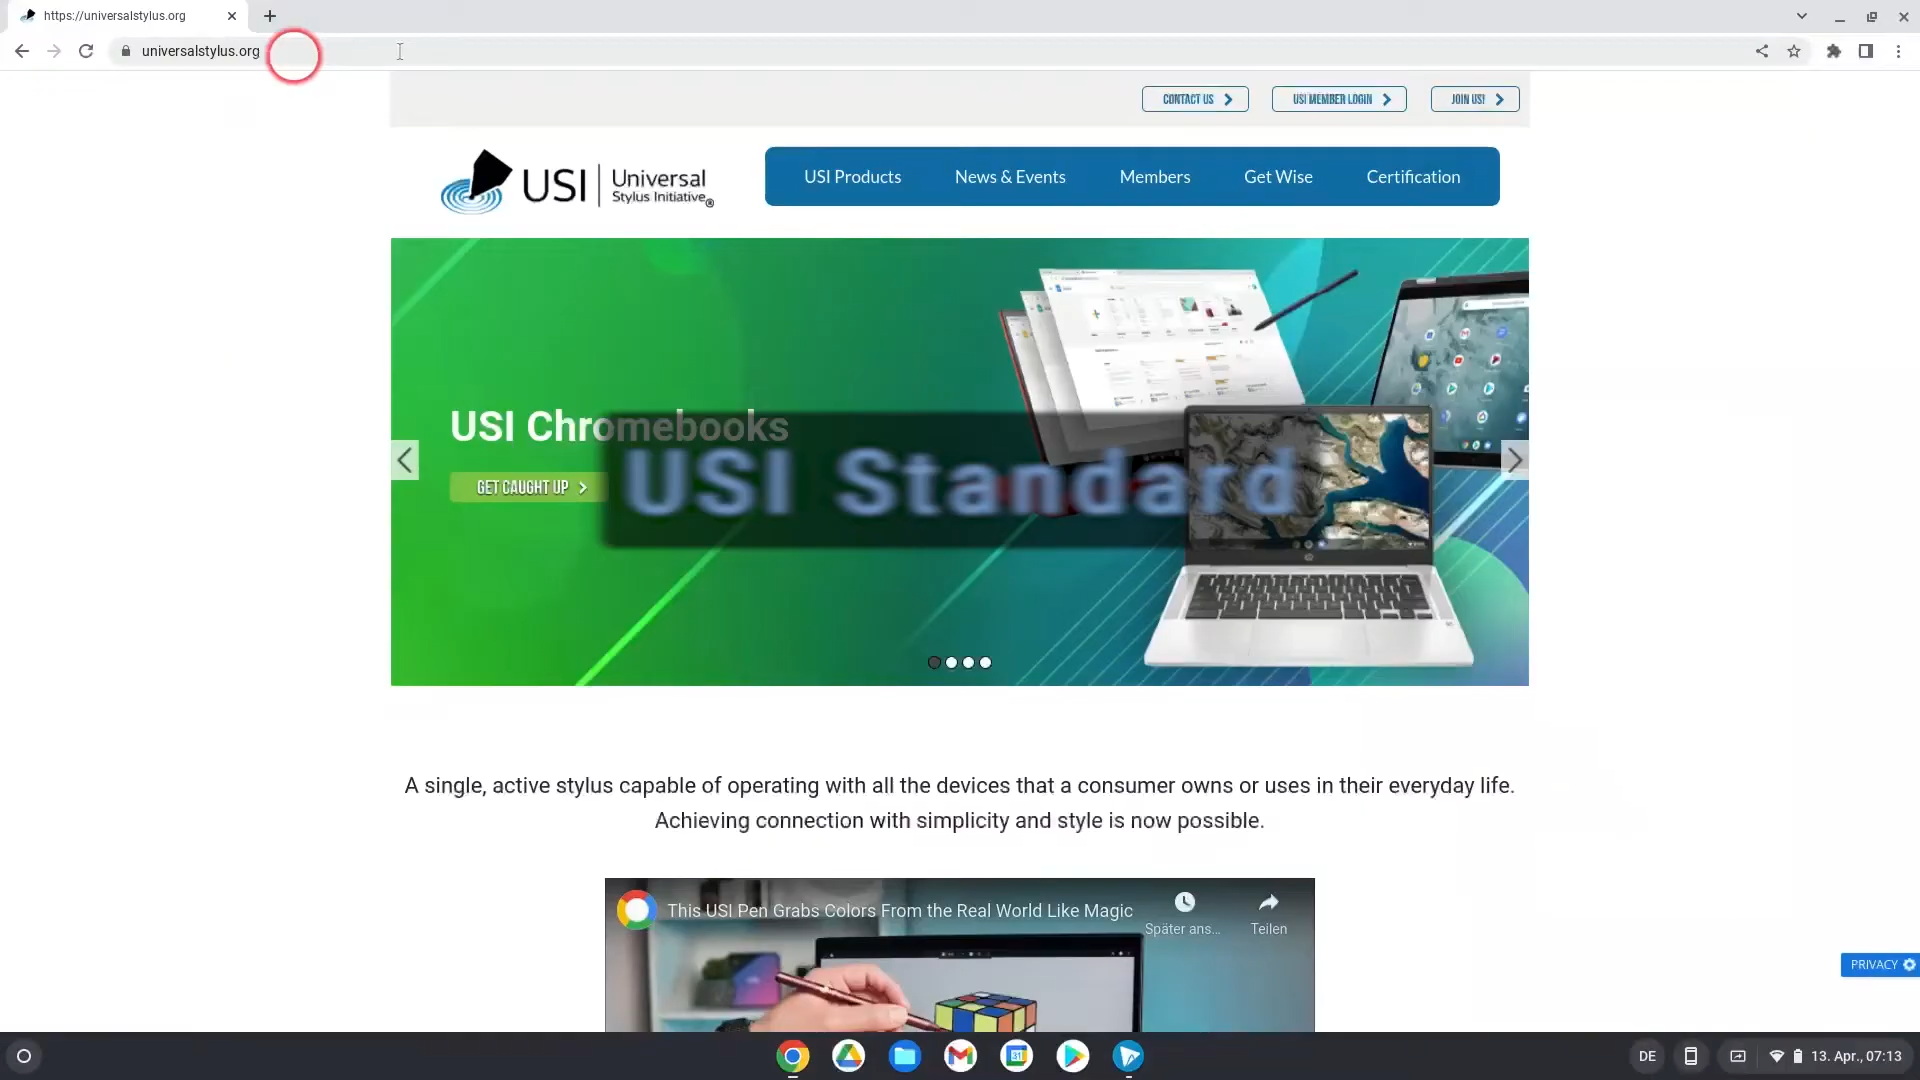 https://universalstylus.org
universalstylus.org
CONTACT US
USI MEMBER LOGIN
JOIN US!
USI Universal
Stylus Initiative®
USI Products
News & Events
Members
Get Wise
Certification
USI Chromebooks
USI Standard
GET CAUGHT UP
A single, active stylus capable of operating with all the devices that a consumer owns or uses in their everyday life.
Achieving connection with simplicity and style is now possible.
This USI Pen Grabs Colors From the Real World Like Magic
Später ans...
Teilen
PRIVACY
31
DE
13. Apr., 07:13